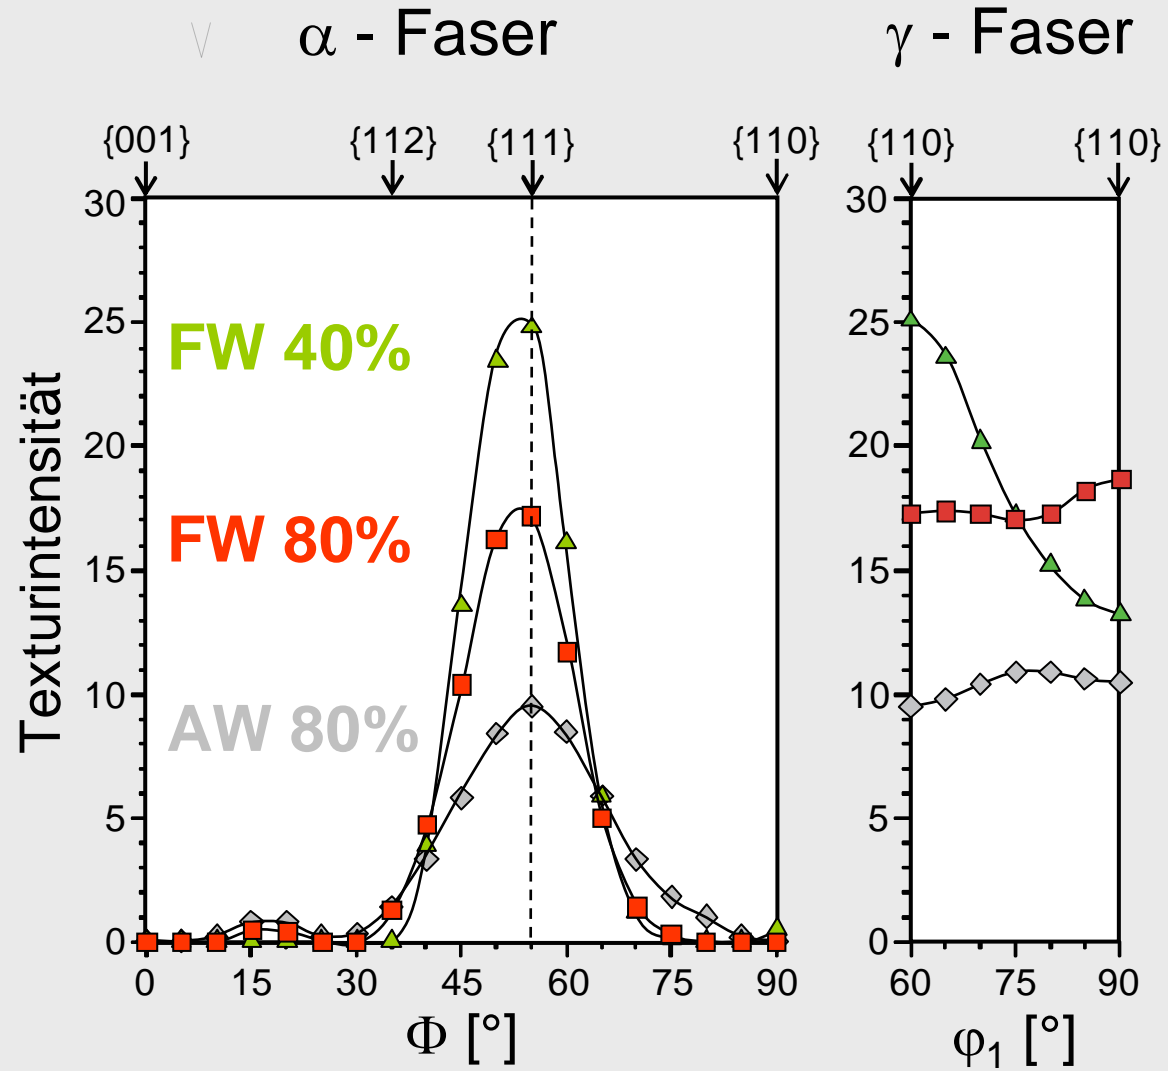 α - Faser
γ - Faser
{001} {112} {111} {110}
{110} {110}
Texturintensität
30
25
20
15
10
5
0
FW 40%
FW 80%
AW 80%
0 15 30 45 60 75 90
Φ [°]
30
25
20
15
10
5
0
60 75 90
φ1 [°]